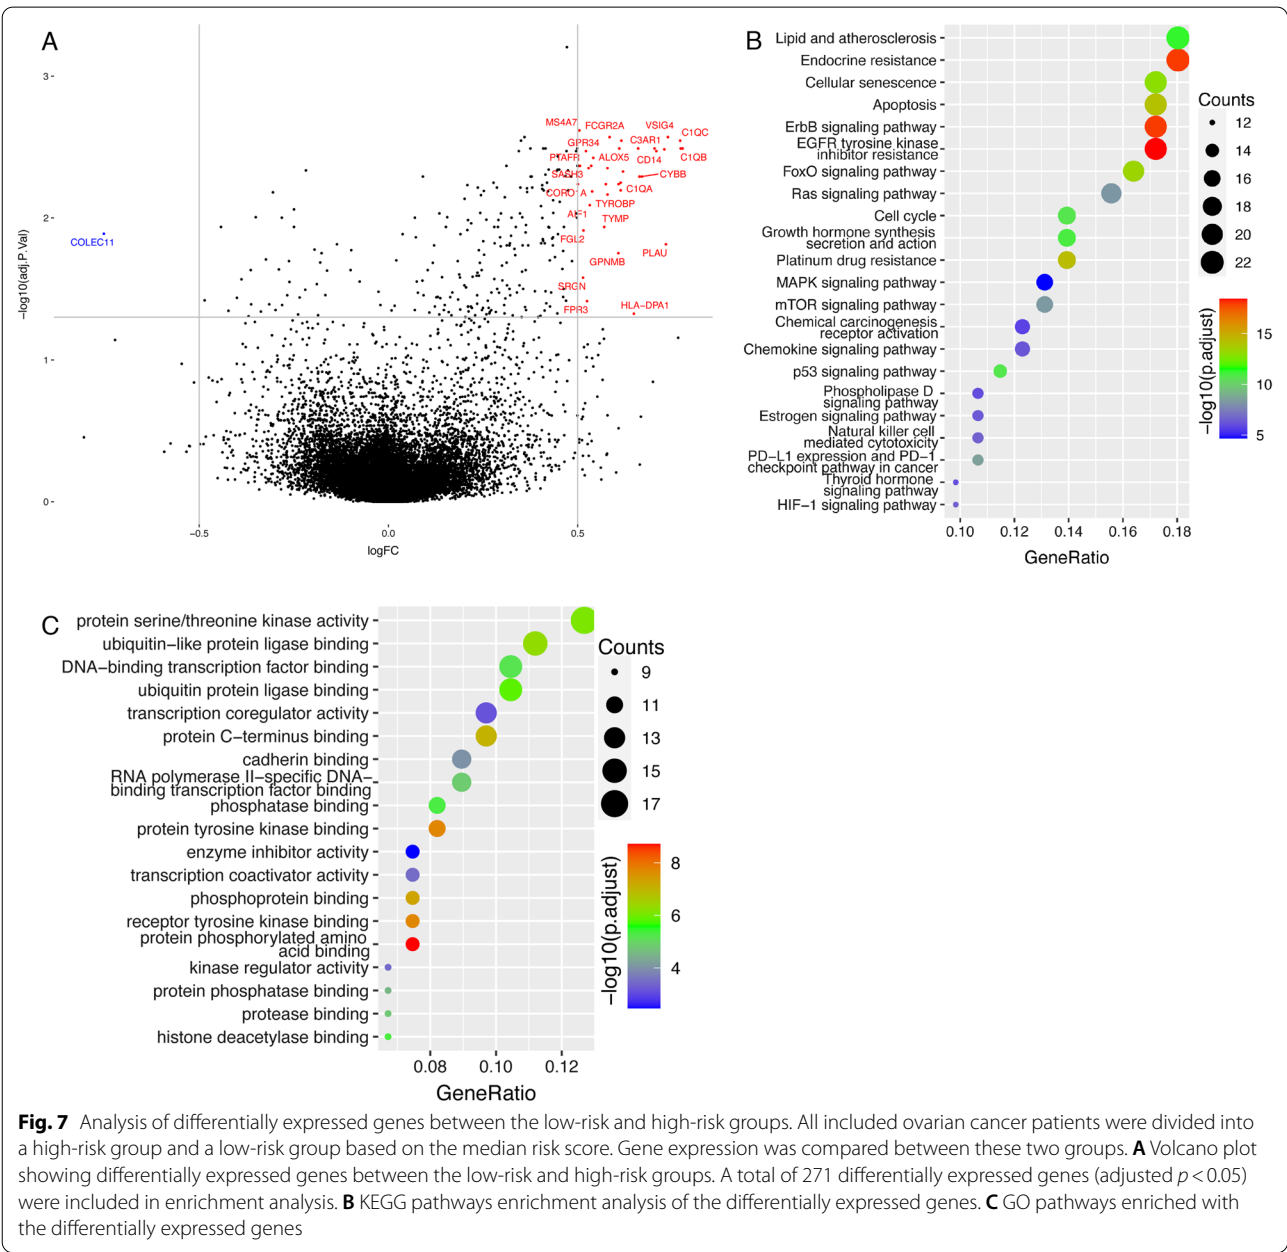 A
3
2
1
0
−log10(adj.P.Val)
−0.5
0.0
0.5
logFC
COLEC11
MS4A7
FCGR2A
VSIG4
C1QC
GPR34
C3AR1
PTAFR
ALOX5
CD14
C1QB
SASH3
CYBB
CORO1A
C1QA
TYROBP
AIF1
TYMP
FGL2
PLAU
GPNMB
SRGN
FPR3
HLA−DPA1
B
Lipid and atherosclerosis
Endocrine resistance
Cellular senescence
Apoptosis
ErbB signaling pathway
EGFR tyrosine kinase
inhibitor resistance
FoxO signaling pathway
Ras signaling pathway
Cell cycle
Growth hormone synthesis
secretion and action
Platinum drug resistance
MAPK signaling pathway
mTOR signaling pathway
Chemical carcinogenesis
receptor activation
Chemokine signaling pathway
p53 signaling pathway
Phospholipase D
signaling pathway
Estrogen signaling pathway
Natural killer cell
mediated cytotoxicity
PD−L1 expression and PD−1
checkpoint pathway in cancer
Thyroid hormone
signaling pathway
HIF−1 signaling pathway
0.10
0.12
0.14
0.16
0.18
GeneRatio
Counts
12
14
16
18
20
22
−log10(p.adjust)
15
10
5
C
protein serine/threonine kinase activity
ubiquitin−like protein ligase binding
DNA−binding transcription factor binding
ubiquitin protein ligase binding
transcription coregulator activity
protein C−terminus binding
cadherin binding
RNA polymerase II−specific DNA−
binding transcription factor binding
phosphatase binding
protein tyrosine kinase binding
enzyme inhibitor activity
transcription coactivator activity
phosphoprotein binding
receptor tyrosine kinase binding
protein phosphorylated amino
acid binding
kinase regulator activity
protein phosphatase binding
protease binding
histone deacetylase binding
0.08
0.10
0.12
GeneRatio
Counts
9
11
13
15
17
−log10(p.adjust)
8
6
4
Fig. 7 Analysis of differentially expressed genes between the low-risk and high-risk groups. All included ovarian cancer patients were divided into
a high-risk group and a low-risk group based on the median risk score. Gene expression was compared between these two groups. A Volcano plot
showing differentially expressed genes between the low-risk and high-risk groups. A total of 271 differentially expressed genes (adjusted p < 0.05)
were included in enrichment analysis. B KEGG pathways enrichment analysis of the differentially expressed genes. C GO pathways enriched with
the differentially expressed genes